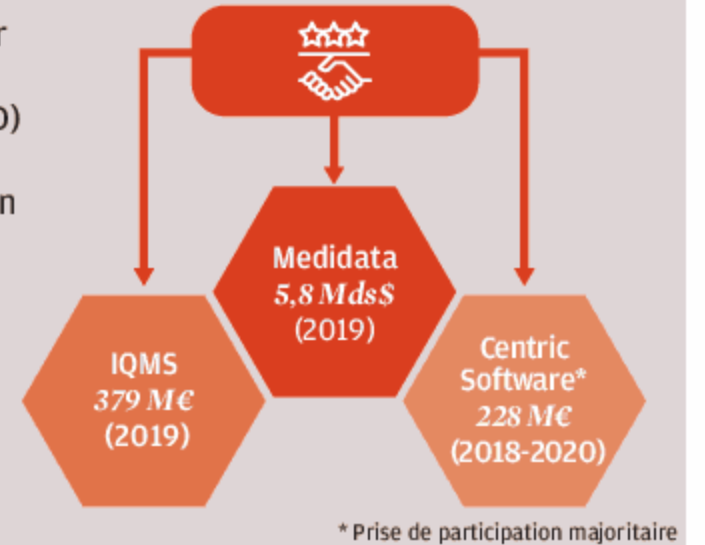 Medidata
5,8 Mds$
(2019)
IQMS
379 M€
(2019)
Centric
Software*
228 M€
(2018-2020)
* Prise de participation majoritaire